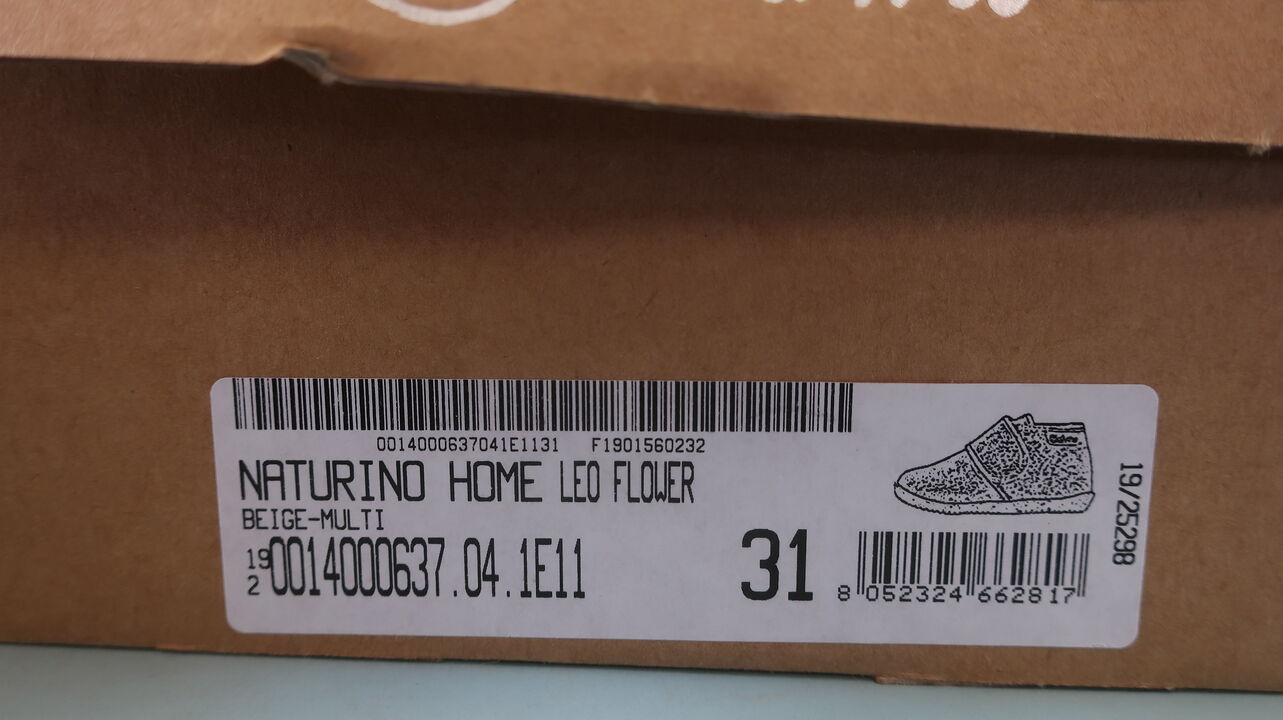 0014000637041E1131 F1901560232
NATURINO HOME LEO FLOWER
BEIGE-MULTI
19
2
0014000637.04.1E11
31
8 052324 662817
19/25298